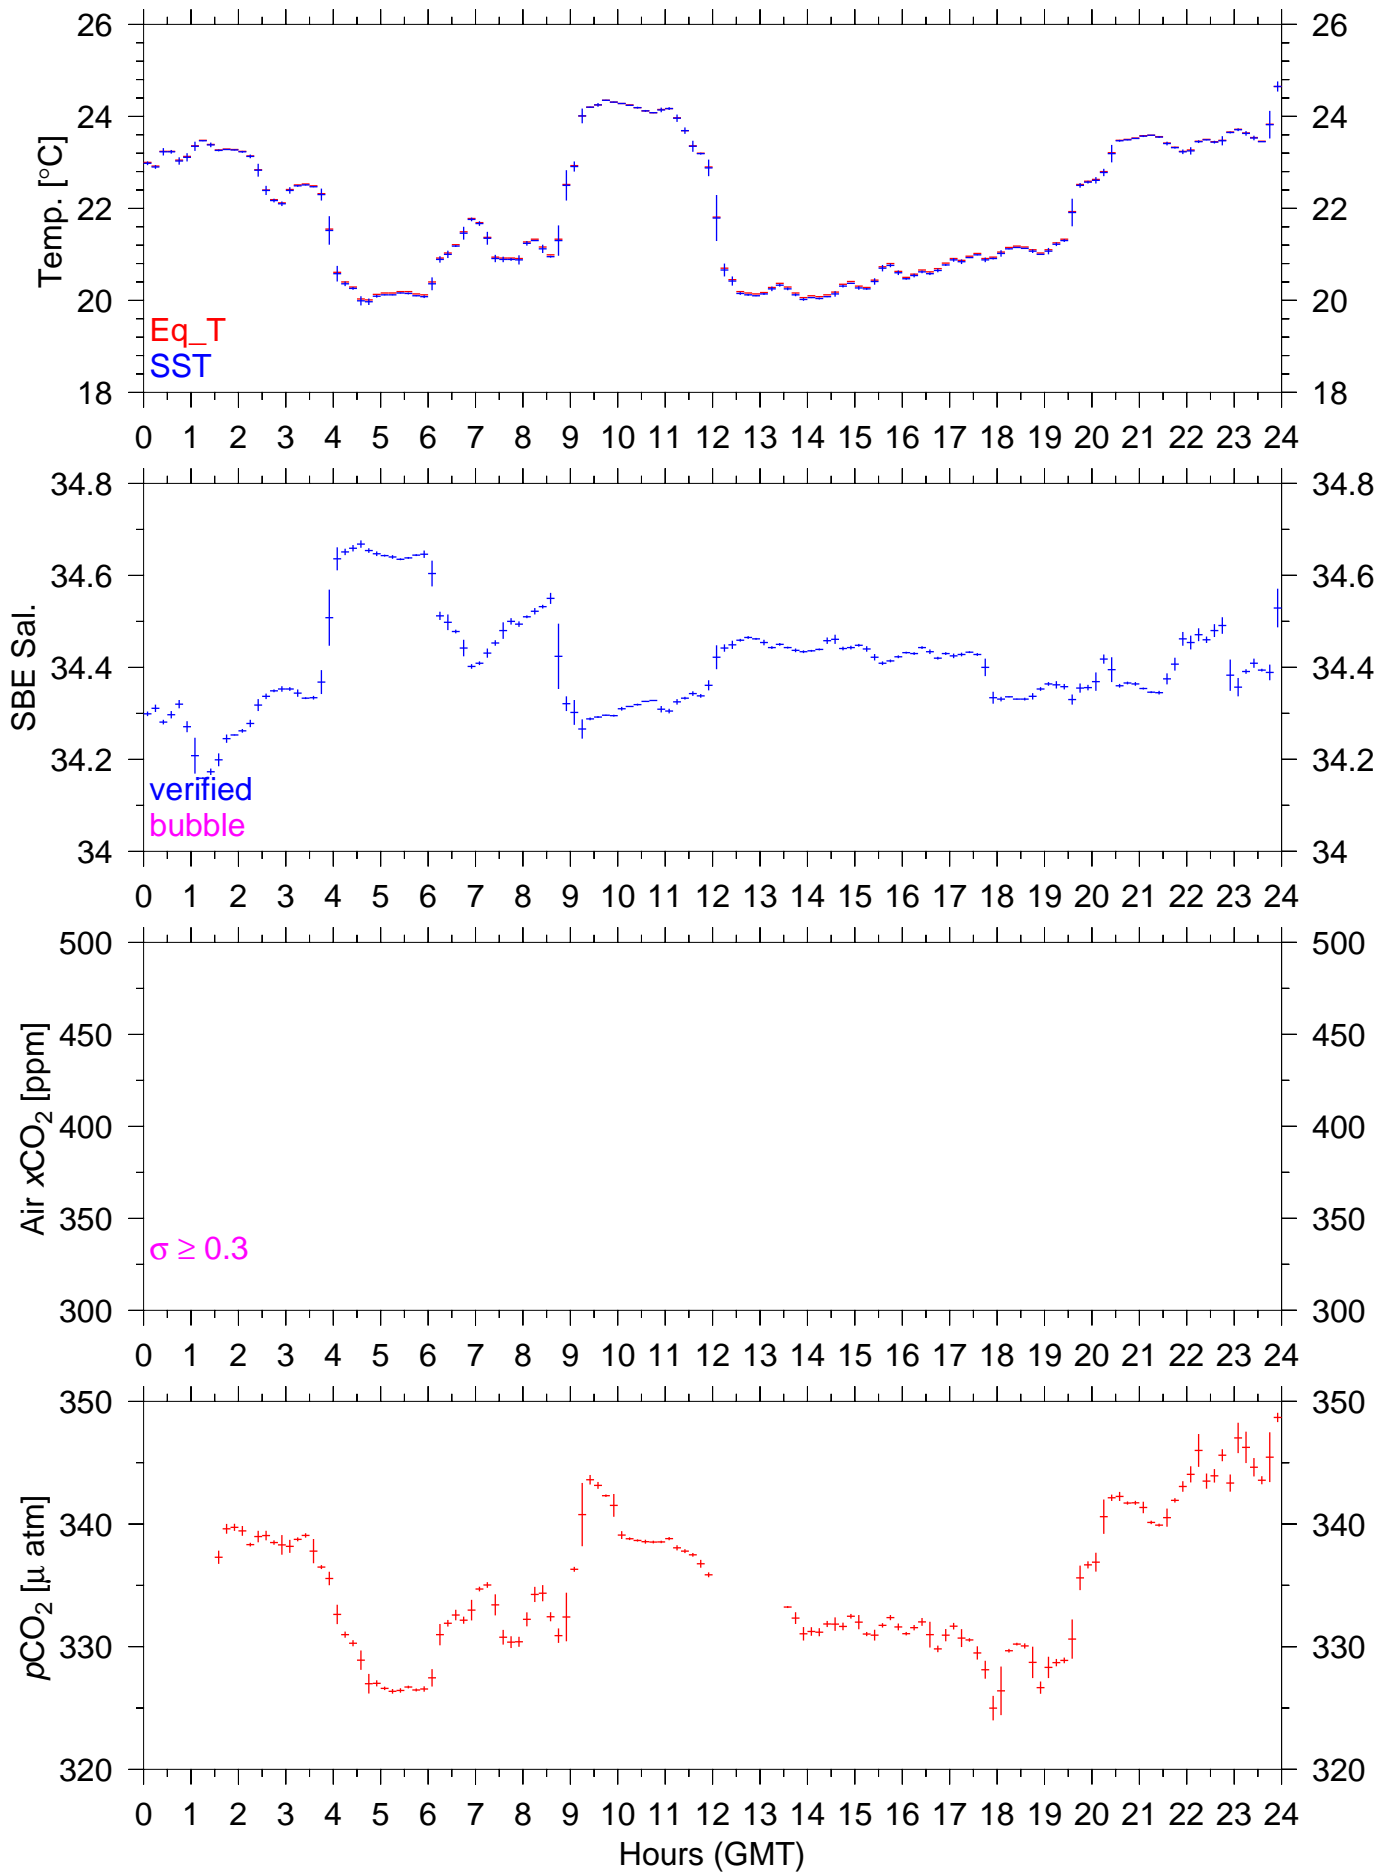 26 26
24 24
22 22
20 20
18 18
Temp. [°C]
Eq_T
SST
0 1 2 3 4 5 6 7 8 9 10 11 12 13 14 15 16 17 18 19 20 21 22 23 24
34.8 34.8
34.6 34.6
34.4 34.4
34.2 34.2
34 34
SBE Sal.
verified
bubble
0 1 2 3 4 5 6 7 8 9 10 11 12 13 14 15 16 17 18 19 20 21 22 23 24
500 500
450 450
400 400
350 350
300 300
Air xCO₂ [ppm]
σ ≥ 0.3
0 1 2 3 4 5 6 7 8 9 10 11 12 13 14 15 16 17 18 19 20 21 22 23 24
350 350
340 340
330 330
320 320
pCO₂ [μ atm]
0 1 2 3 4 5 6 7 8 9 10 11 12 13 14 15 16 17 18 19 20 21 22 23 24
Hours (GMT)